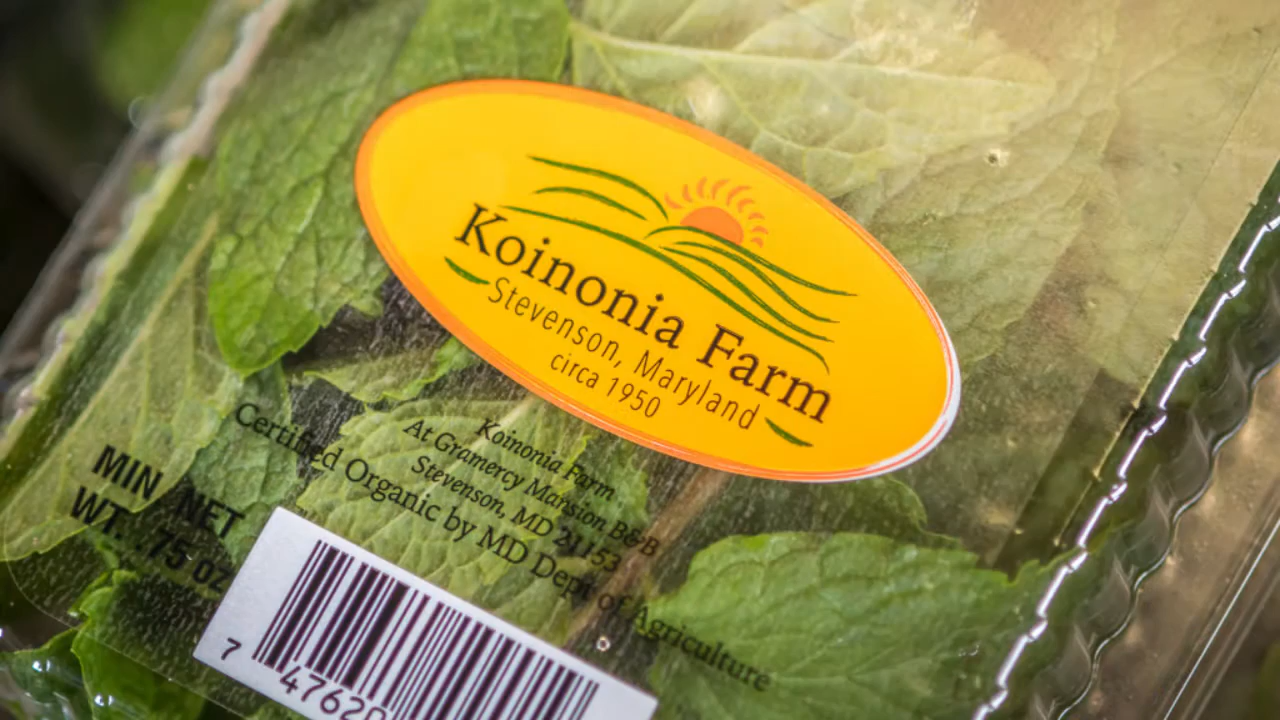 Koinonia Farm
Stevenson, Maryland
circa 1950
Koinonia Farm
At Gramercy Mansion B&B
Stevenson, MD 21153
Certified Organic by MD Dept of Agriculture
MIN NET
WT. .75 oz
7 47620